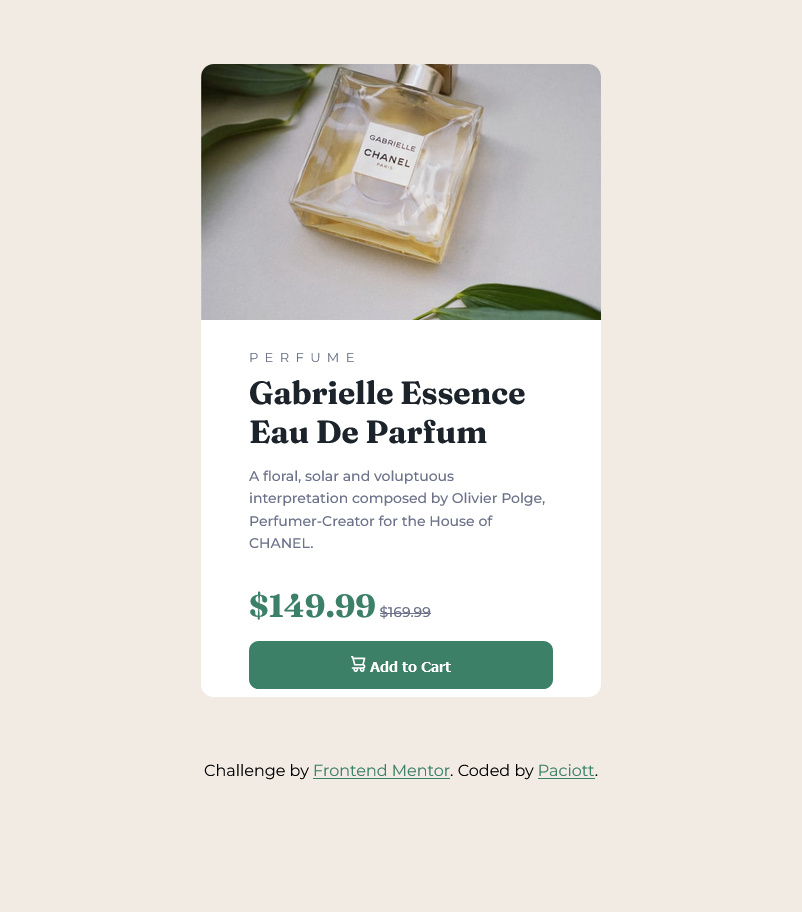 GABRIELLE
CHANEL
PARIS
PERFUME
Gabrielle Essence
Eau De Parfum
A floral, solar and voluptuous
interpretation composed by Olivier Polge,
Perfumer-Creator for the House of
CHANEL.
$149.99 $169.99
Add to Cart
Challenge by Frontend Mentor. Coded by Paciott.